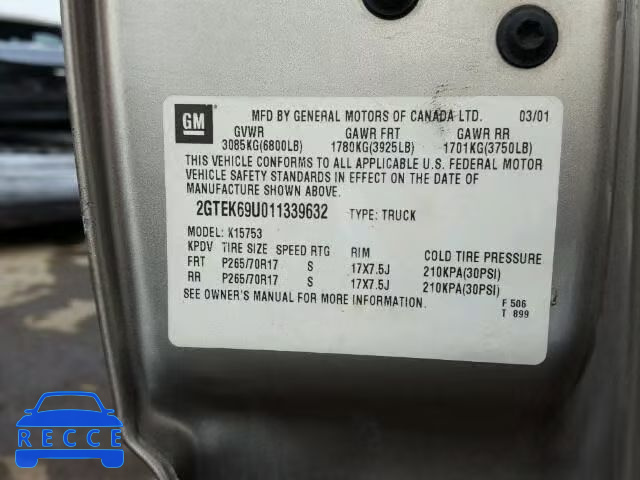 GM
MFD BY GENERAL MOTORS OF CANADA LTD. 03/01
GVWR GAWR FRT GAWR RR
3085KG(6800LB) 1780KG(3925LB) 1701KG(3750LB)
THIS VEHICLE CONFORMS TO ALL APPLICABLE U.S. FEDERAL MOTOR
VEHICLE SAFETY STANDARDS IN EFFECT ON THE DATE OF
MANUFACTURE SHOWN ABOVE.
2GTEK69U011339632 TYPE: TRUCK
MODEL: K15753
KPDV TIRE SIZE SPEED RTG RIM COLD TIRE PRESSURE
FRT P265/70R17 S 17X7.5J 210KPA(30PSI)
RR P265/70R17 S 17X7.5J 210KPA(30PSI)
SEE OWNER'S MANUAL FOR MORE INFORMATION.
F 506
T 899
RECCE